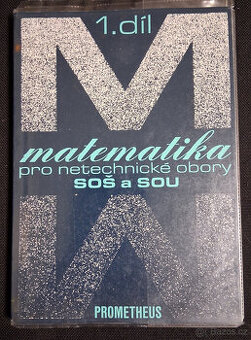 1. díl
M
matematika
pro netechnické obory
SOŠ a SOU
M
PROMETHEUS